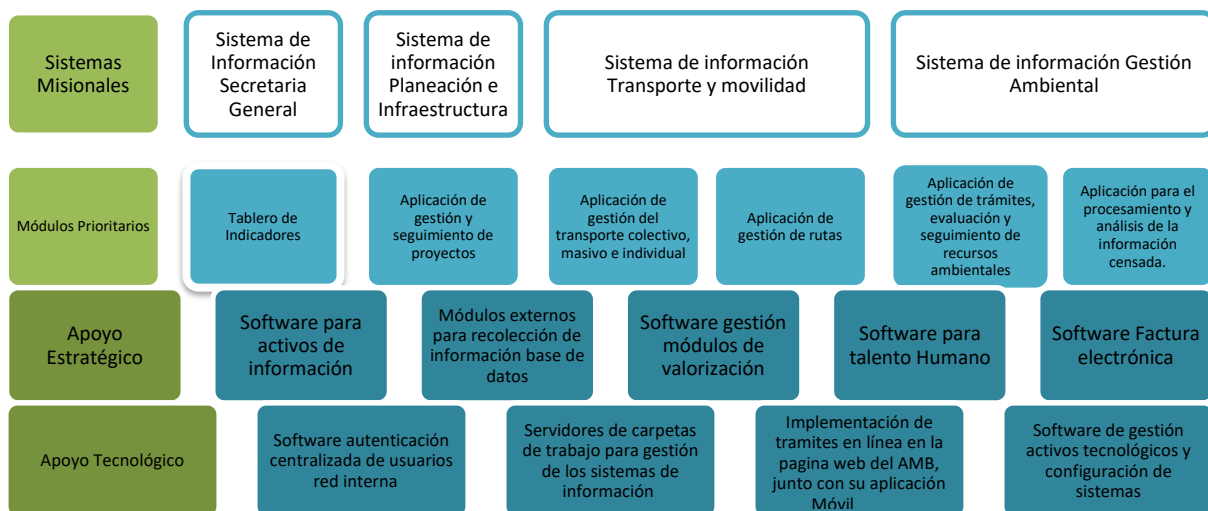 Sistemas
Misionales
Sistema de
Información
Secretaria
General
Sistema de
información
Planeación e
Infraestructura
Sistema de información
Transporte y movilidad
Sistema de información Gestión
Ambiental
Módulos Prioritarios
Tablero de
Indicadores
Aplicación de
gestión y
seguimiento de
proyectos
Aplicación de
gestión del
transporte colectivo,
masivo e individual
Aplicación de
gestión de rutas
Aplicación de
gestión de trámites,
evaluación y
seguimiento de
recursos
ambientales
Aplicación para el
procesamiento y
análisis de la
información
censada.
Apoyo
Estratégico
Software para
activos de
información
Módulos externos
para recolección de
información base de
datos
Software gestión
módulos de
valorización
Software para
talento Humano
Software Factura
electrónica
Apoyo Tecnológico
Software autenticación
centralizada de usuarios
red interna
Servidores de carpetas
de trabajo para gestión
de los sistemas de
información
Implementación de
tramites en línea en la
pagina web del AMB,
junto con su aplicación
Móvil
Software de gestión
activos tecnológicos y
configuración de
sistemas